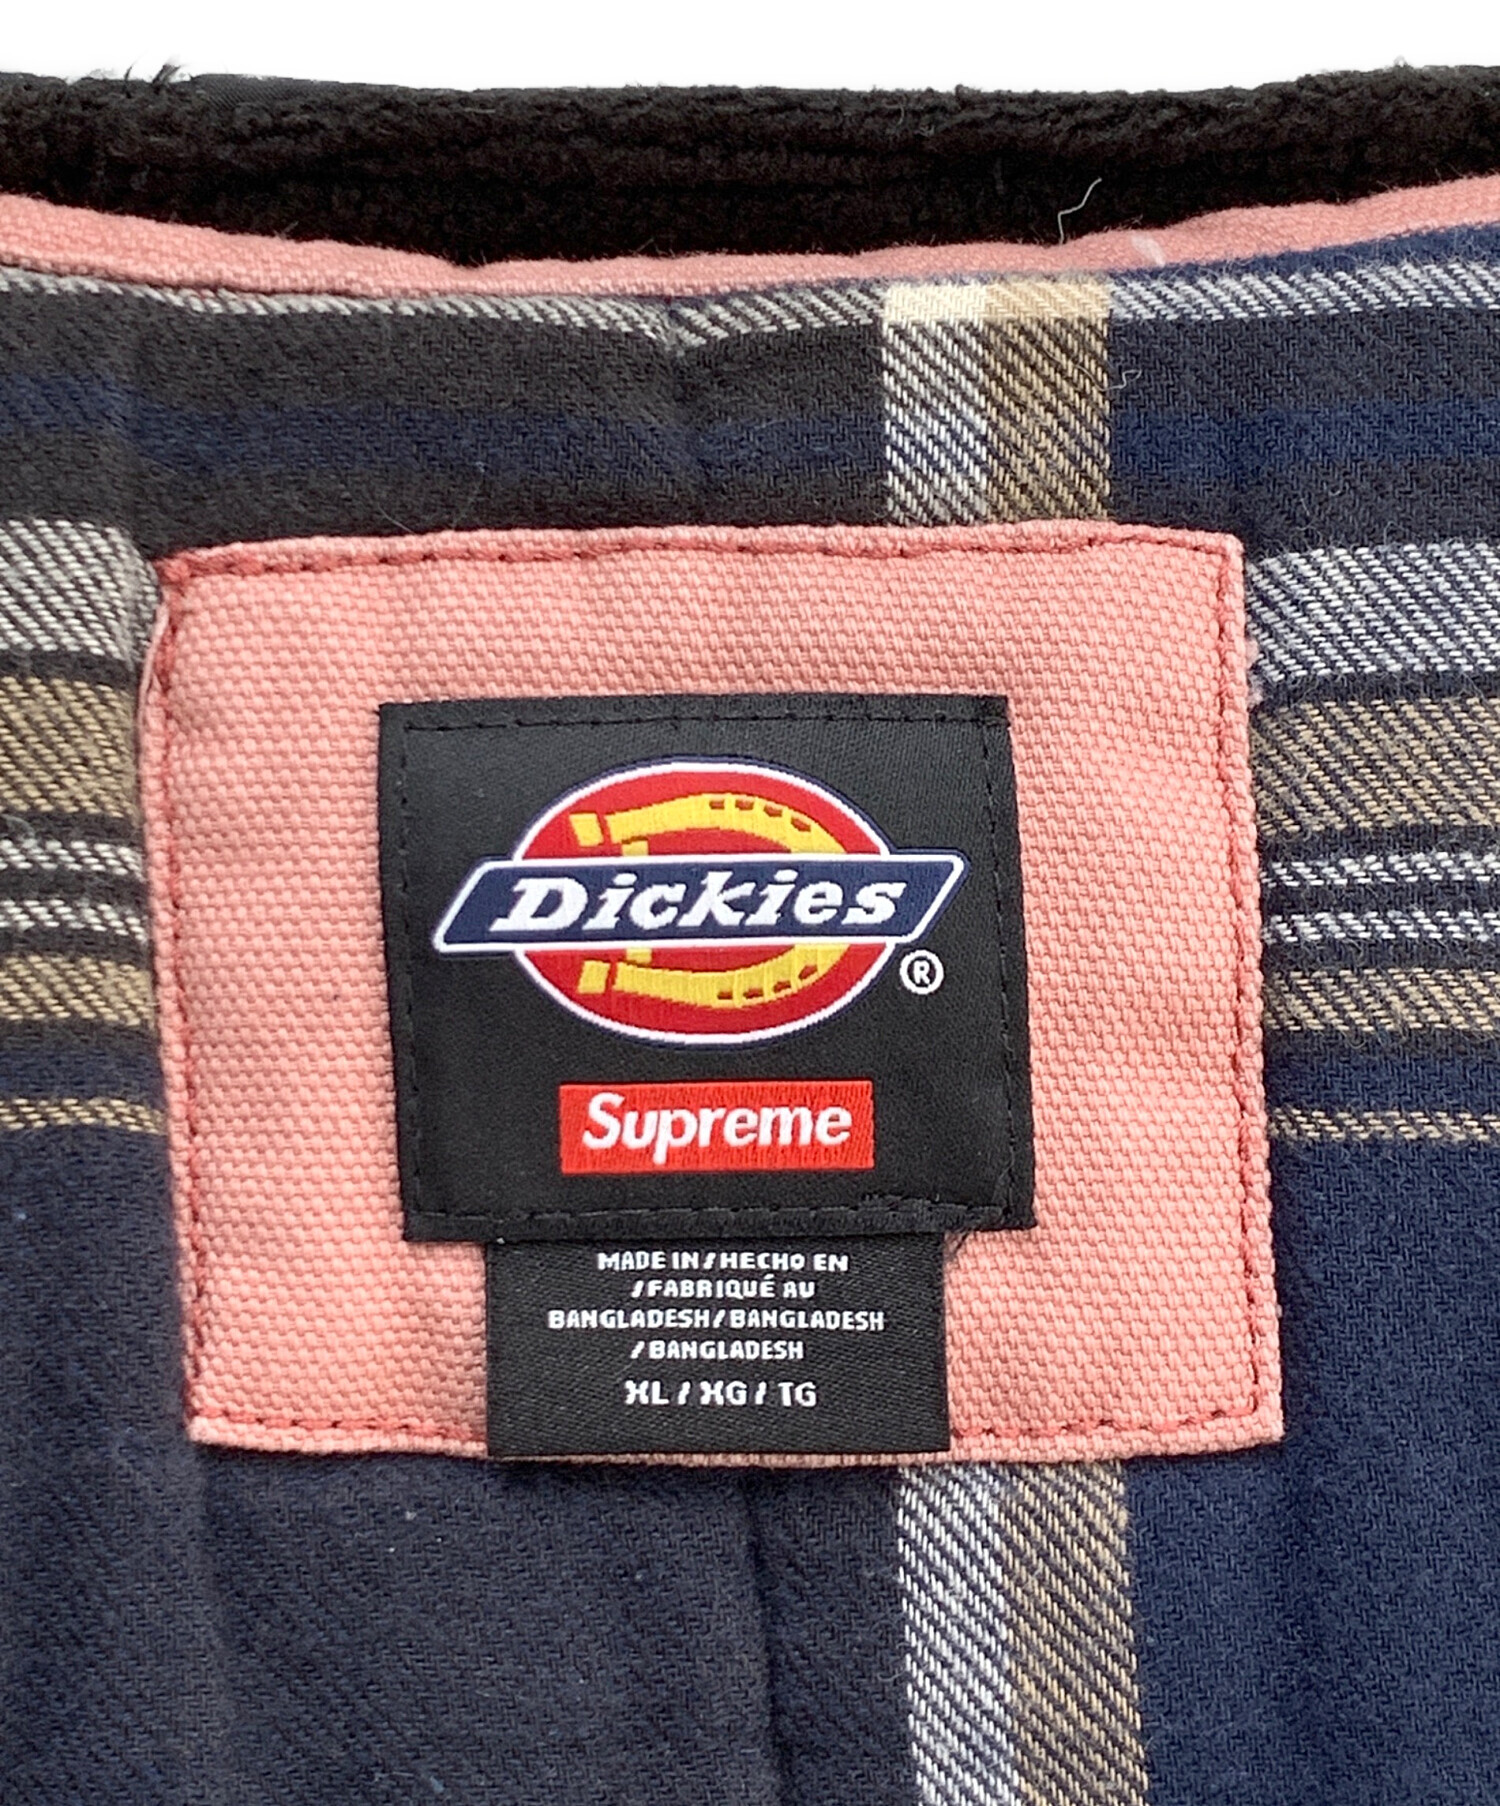 Dickies
®
Supreme
MADE IN/HECHO EN
/FABRIQUÉ AU
BANGLADESH/BANGLADESH
/BANGLADESH
XL/XG/TG